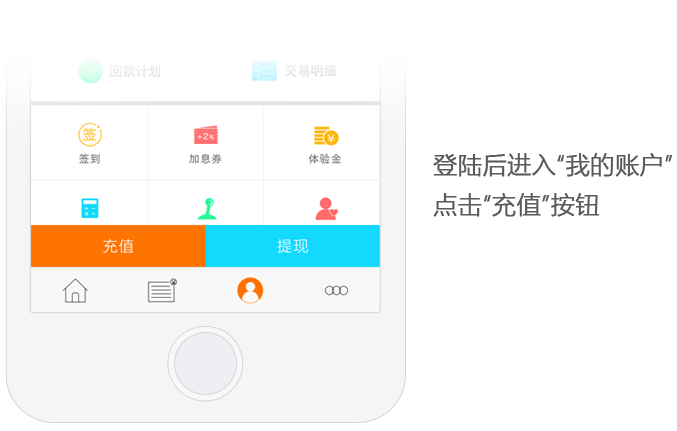 回款计划
交易明细
签
+2%
¥
签到
加息券
体验金
登陆后进入“我的账户”
点击“充值”按钮
充值
提现